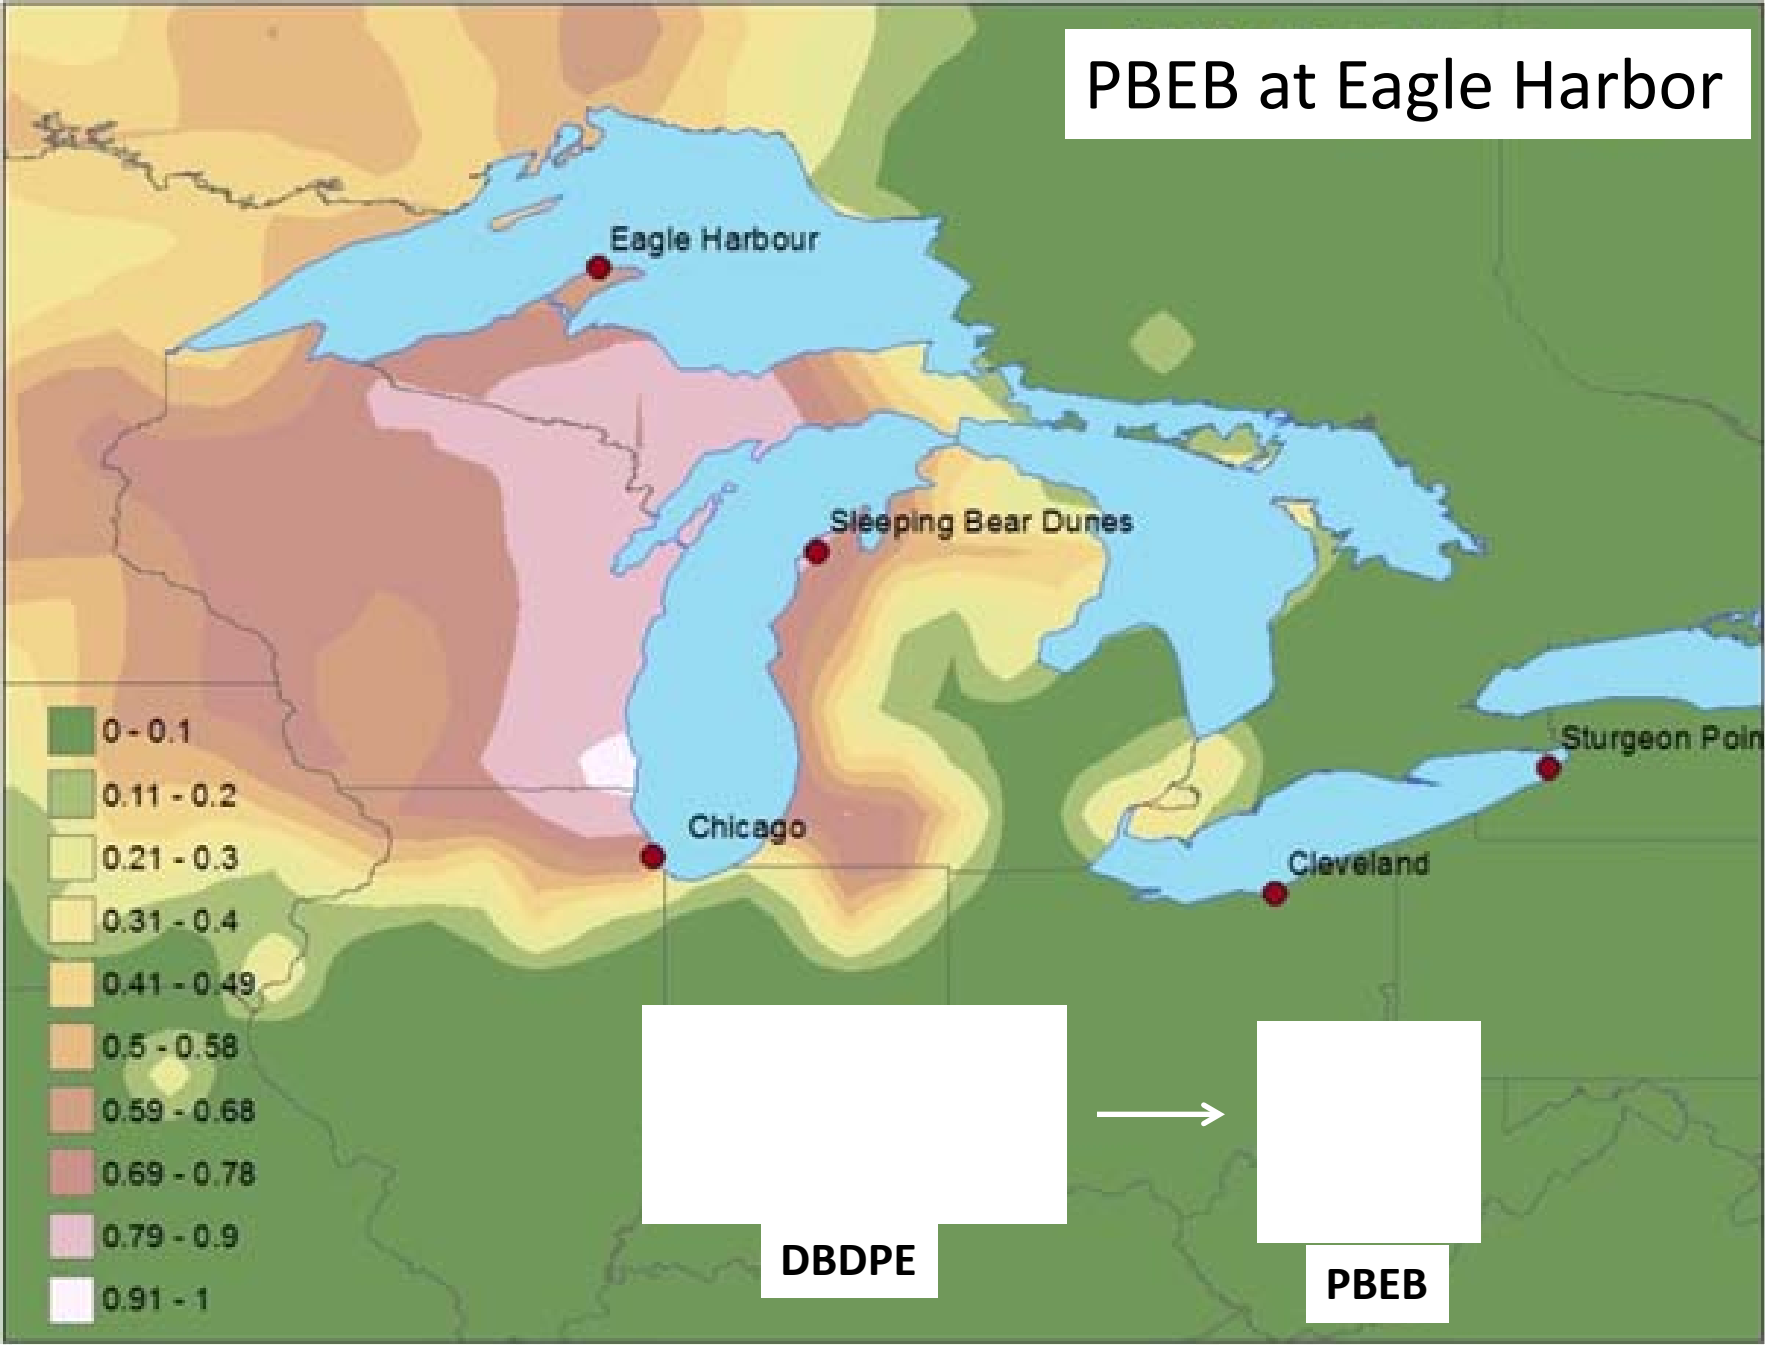 PBEB at Eagle Harbor
Eagle Harbour
Sleeping Bear Dunes
Sturgeon Poin
Chicago
Cleveland
0 - 0.1
0.11 - 0.2
0.21 - 0.3
0.31 - 0.4
0.41 - 0.49
0.5 - 0.58
0.59 - 0.68
0.69 - 0.78
0.79 - 0.9
0.91 - 1
DBDPE
PBEB